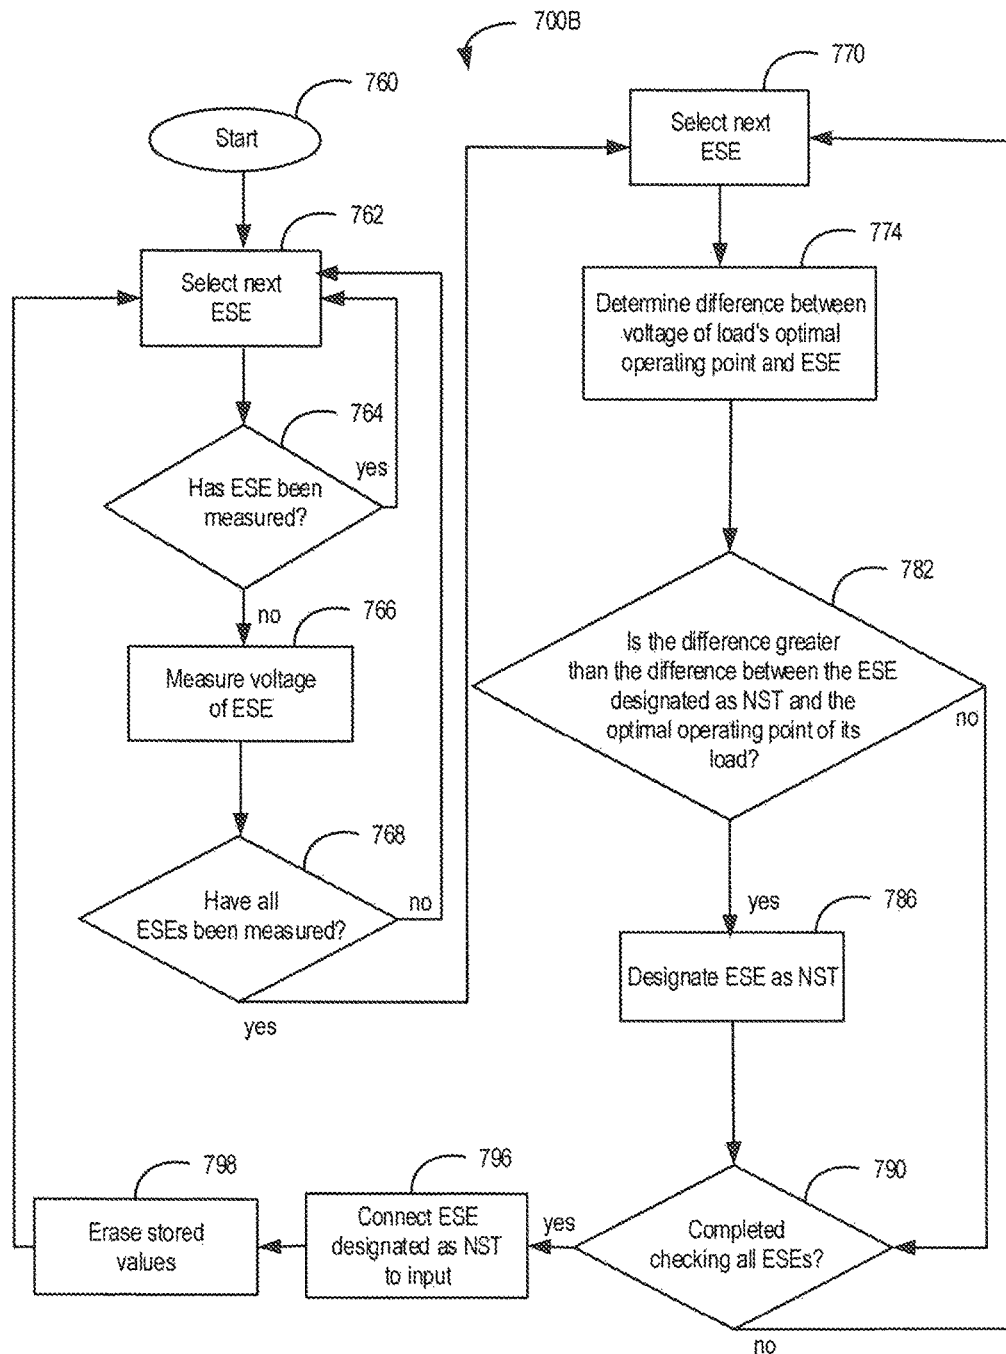 700B
760
Start
762
Select next
ESE
764
Has ESE been
measured?
yes
no
766
Measure voltage
of ESE
768
Have all
ESEs been measured?
no
yes
770
Select next
ESE
774
Determine difference between
voltage of load's optimal
operating point and ESE
782
Is the difference greater
than the difference between the ESE
designated as NST and the
optimal operating point of its
load?
no
yes
786
Designate ESE as NST
790
Completed
checking all ESEs?
yes
no
796
Connect ESE
designated as NST
to input
798
Erase stored
values